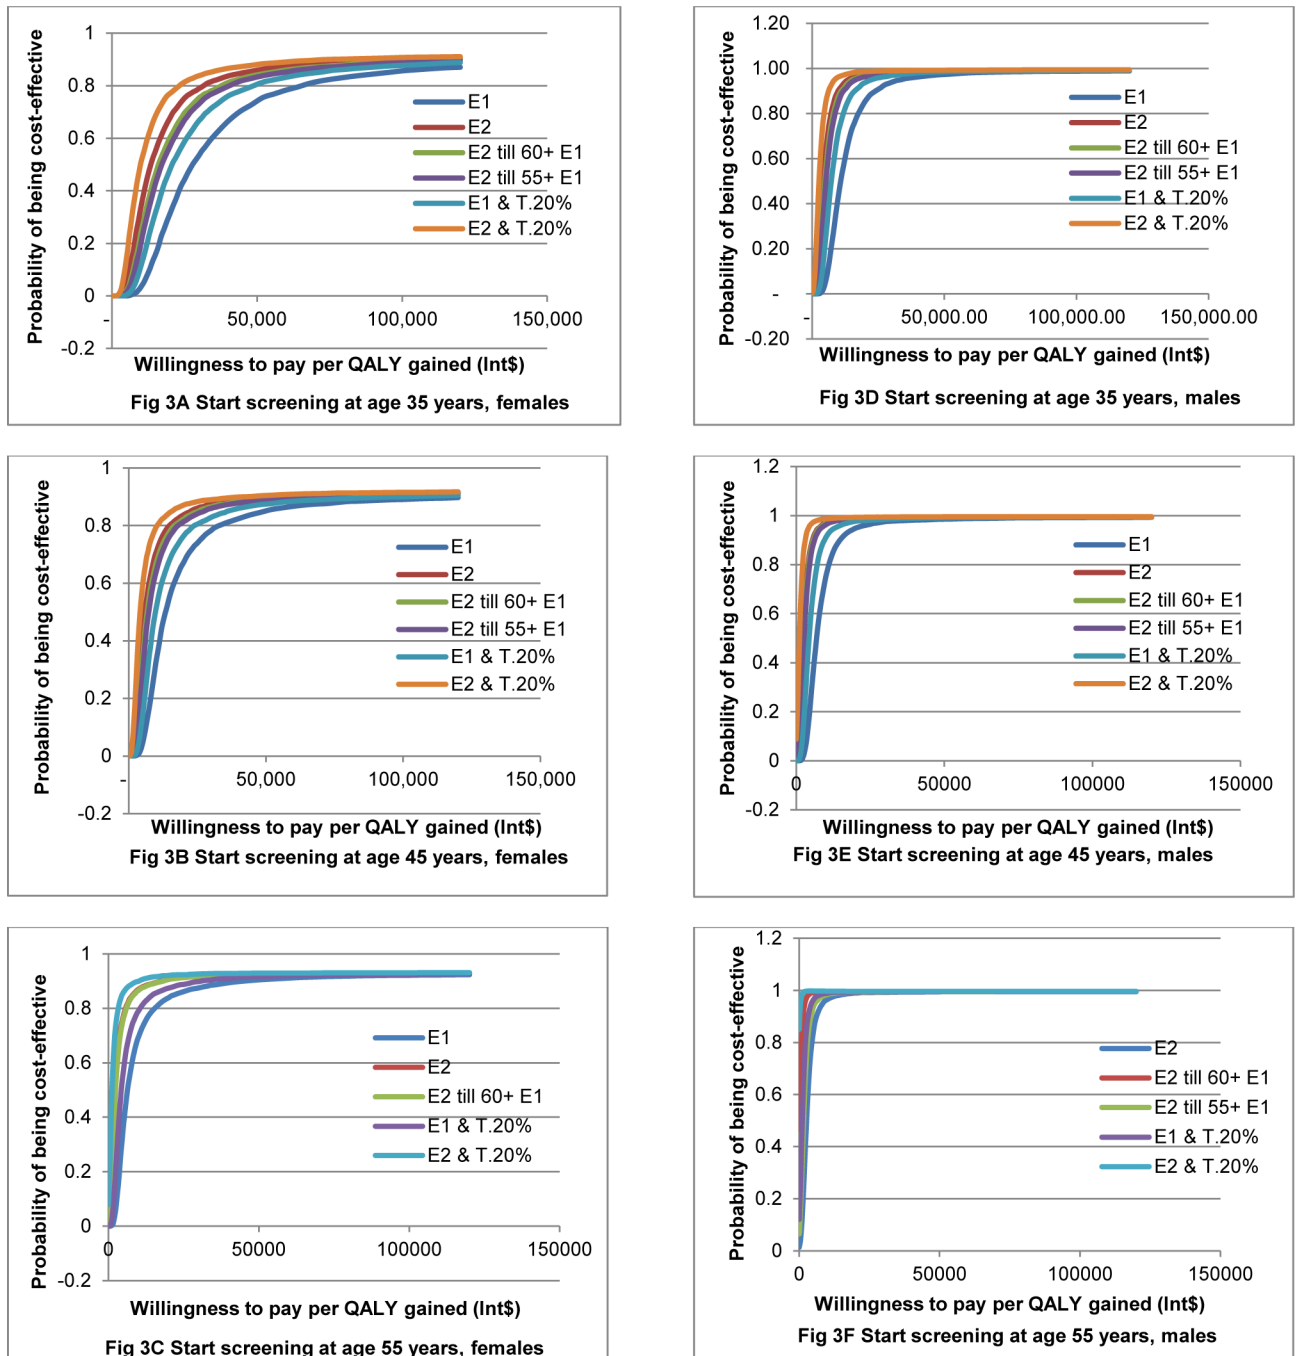 Probability of being cost-effective
1
0.8
0.6
0.4
0.2
0
-0.2
-
50,000
100,000
150,000
E1
E2
E2 till 60+ E1
E2 till 55+ E1
E1 & T.20%
E2 & T.20%
Willingness to pay per QALY gained (Int$)
Fig 3A Start screening at age 35 years, females
Probability of being cost-effective
1.20
1.00
0.80
0.60
0.40
0.20
-
-0.20
-
50,000.00
100,000.00
150,000.00
E1
E2
E2 till 60+ E1
E2 till 55+ E1
E1 & T.20%
E2 & T.20%
Willingness to pay per QALY gained (Int$)
Fig 3D Start screening at age 35 years, males
Probability of being cost-effective
1
0.8
0.6
0.4
0.2
0
-0.2
-
50,000
100,000
150,000
E1
E2
E2 till 60+ E1
E2 till 55+ E1
E1 & T.20%
E2 & T.20%
Willingness to pay per QALY gained (Int$)
Fig 3B Start screening at age 45 years, females
Probability of being cost-effective
1.2
1
0.8
0.6
0.4
0.2
0
-0.2
0
50000
100000
150000
E1
E2
E2 till 60+ E1
E2 till 55+ E1
E1 & T.20%
E2 & T.20%
Willingness to pay per QALY gained (Int$)
Fig 3E Start screening at age 45 years, males
Probability of being cost-effective
1
0.8
0.6
0.4
0.2
0
-0.2
0
50000
100000
150000
E1
E2
E2 till 60+ E1
E1 & T.20%
E2 & T.20%
Willingness to pay per QALY gained (Int$)
Fig 3C Start screening at age 55 years, females
Probability of being cost-effective
1.2
1
0.8
0.6
0.4
0.2
0
0
50000
100000
150000
E2
E2 till 60+ E1
E2 till 55+ E1
E1 & T.20%
E2 & T.20%
Willingness to pay per QALY gained (Int$)
Fig 3F Start screening at age 55 years, males